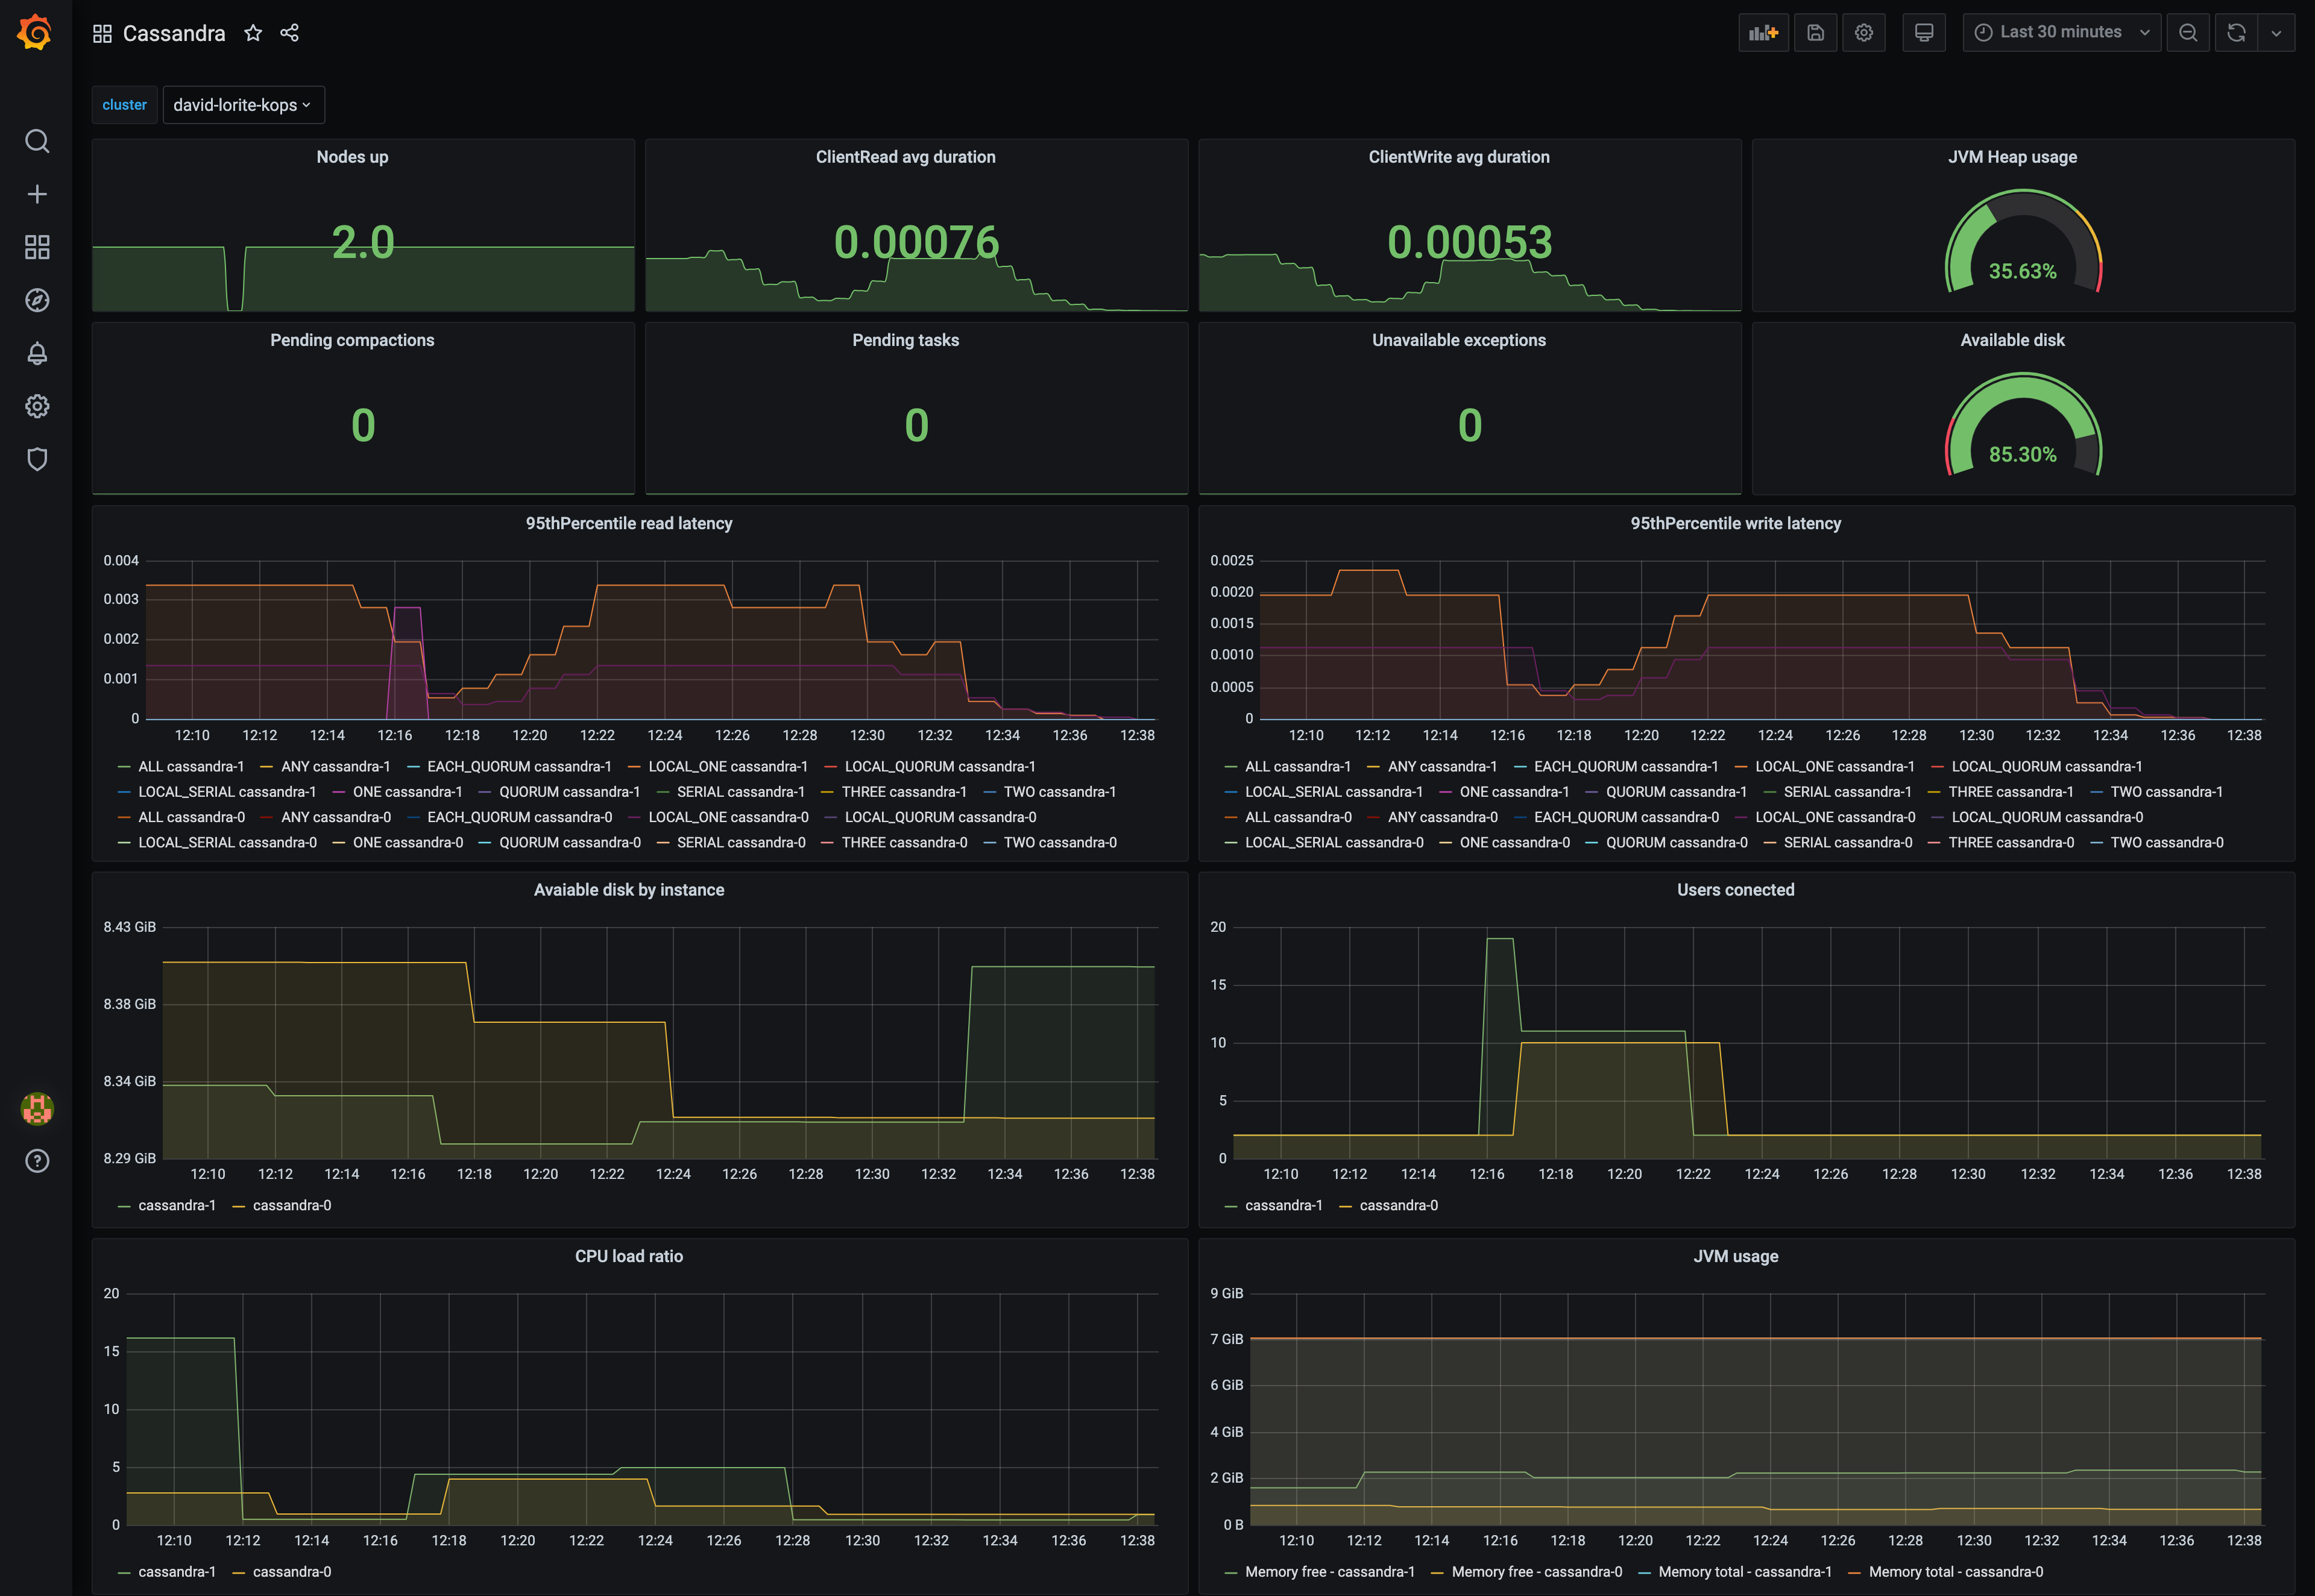 Cassandra
Last 30 minutes
cluster david-lorite-kops
Nodes up
2.0
ClientRead avg duration
0.00076
ClientWrite avg duration
0.00053
JVM Heap usage
35.63%
Pending compactions
0
Pending tasks
0
Unavailable exceptions
0
Available disk
85.30%
95thPercentile read latency
0.004
0.003
0.002
0.001
0
12:10 12:12 12:14 12:16 12:18 12:20 12:22 12:24 12:26 12:28 12:30 12:32 12:34 12:36 12:38
ALL cassandra-1 ANY cassandra-1 EACH_QUORUM cassandra-1 LOCAL_ONE cassandra-1 LOCAL_QUORUM cassandra-1
LOCAL_SERIAL cassandra-1 ONE cassandra-1 QUORUM cassandra-1 SERIAL cassandra-1 THREE cassandra-1 TWO cassandra-1
ALL cassandra-0 ANY cassandra-0 EACH_QUORUM cassandra-0 LOCAL_ONE cassandra-0 LOCAL_QUORUM cassandra-0
LOCAL_SERIAL cassandra-0 ONE cassandra-0 QUORUM cassandra-0 SERIAL cassandra-0 THREE cassandra-0 TWO cassandra-0
95thPercentile write latency
0.0025
0.0020
0.0015
0.0010
0.0005
0
12:10 12:12 12:14 12:16 12:18 12:20 12:22 12:24 12:26 12:28 12:30 12:32 12:34 12:36 12:38
ALL cassandra-1 ANY cassandra-1 EACH_QUORUM cassandra-1 LOCAL_ONE cassandra-1 LOCAL_QUORUM cassandra-1
LOCAL_SERIAL cassandra-1 ONE cassandra-1 QUORUM cassandra-1 SERIAL cassandra-1 THREE cassandra-1 TWO cassandra-1
ALL cassandra-0 ANY cassandra-0 EACH_QUORUM cassandra-0 LOCAL_ONE cassandra-0 LOCAL_QUORUM cassandra-0
LOCAL_SERIAL cassandra-0 ONE cassandra-0 QUORUM cassandra-0 SERIAL cassandra-0 THREE cassandra-0 TWO cassandra-0
Avaiable disk by instance
8.43 GiB
8.38 GiB
8.34 GiB
8.29 GiB
12:10 12:12 12:14 12:16 12:18 12:20 12:22 12:24 12:26 12:28 12:30 12:32 12:34 12:36 12:38
cassandra-1 cassandra-0
Users conected
20
15
10
5
0
12:10 12:12 12:14 12:16 12:18 12:20 12:22 12:24 12:26 12:28 12:30 12:32 12:34 12:36 12:38
cassandra-1 cassandra-0
CPU load ratio
20
15
10
5
0
12:10 12:12 12:14 12:16 12:18 12:20 12:22 12:24 12:26 12:28 12:30 12:32 12:34 12:36 12:38
cassandra-1 cassandra-0
JVM usage
9 GiB
7 GiB
6 GiB
4 GiB
2 GiB
0 B
12:10 12:12 12:14 12:16 12:18 12:20 12:22 12:24 12:26 12:28 12:30 12:32 12:34 12:36 12:38
Memory free - cassandra-1 Memory free - cassandra-0 Memory total - cassandra-1 Memory total - cassandra-0